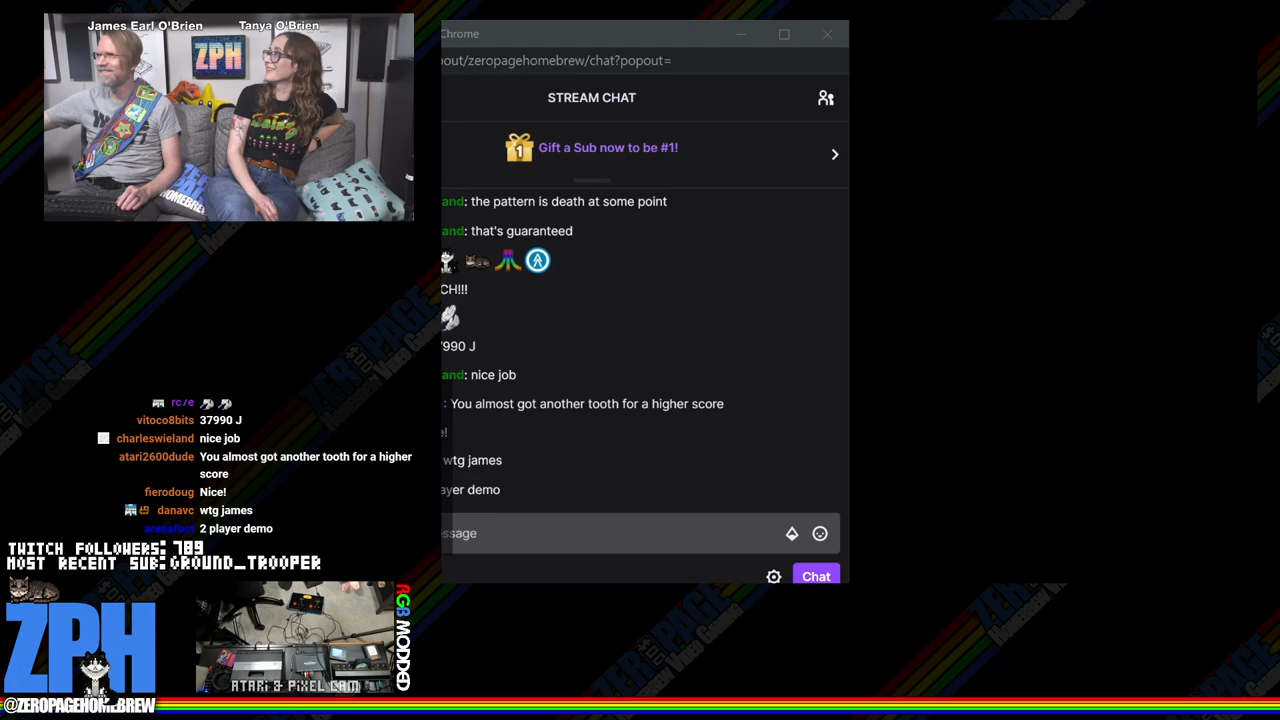 James Earl O'Brien
Tanya O'Brien
ZPH
HOMEBREW
Chrome
out/zeropagehomebrew/chat?popout=
STREAM CHAT
1
Gift a Sub now to be #1!
and: the pattern is death at some point
and: that's guaranteed
CH!!!
7990 J
and: nice job
: You almost got another tooth for a higher score
e!
wtg james
ayer demo
ssage
Chat
vitoco8bits 37990 J
charleswieland nice job
atari2600dude You almost got another tooth for a higher
score
fierodoug Nice!
danavc wtg james
arenafoot 2 player demo
TWITCH FOLLOWERS: 789
MOST RECENT SUB: GROUND_TROOPER
ZPH
@ZEROPAGEHOMEBREW
ATARI & PIXEL CAM
RGB MODDED